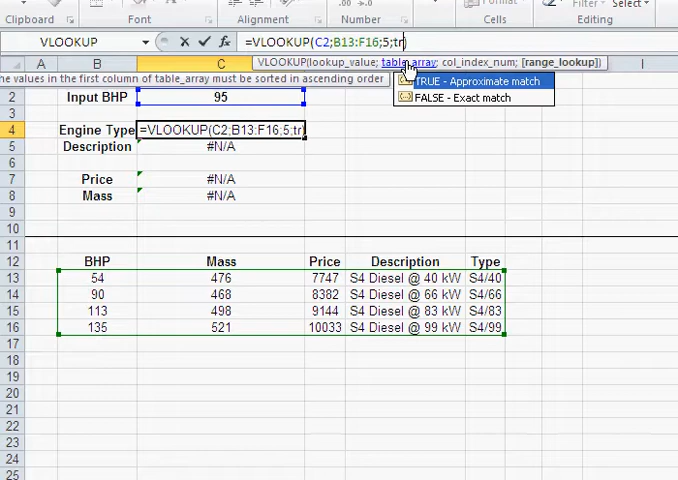 Font
Alignment
Number
Styles
Cells
Editing
VLOOKUP
fx
=VLOOKUP(C2;B13:F16;5;tr)
VLOOKUP(lookup_value; table_array; col_index_num; [range_lookup])
A B C I
he values in the first column of table_array must be sorted in ascending order
TRUE - Approximate match
FALSE - Exact match
2 Input BHP 95
3
4 Engine Type =VLOOKUP(C2;B13:F16;5;tr)
5 Description #N/A
6
7 Price #N/A
8 Mass #N/A
9
10
11
12 BHP Mass Price Description Type
13 54 476 7747 S4 Diesel @ 40 kW S4/40
14 90 468 8382 S4 Diesel @ 66 kW S4/66
15 113 498 9144 S4 Diesel @ 83 kW S4/83
16 135 521 10033 S4 Diesel @ 99 kW S4/99
17
18
19
20
21
22
23
24
25